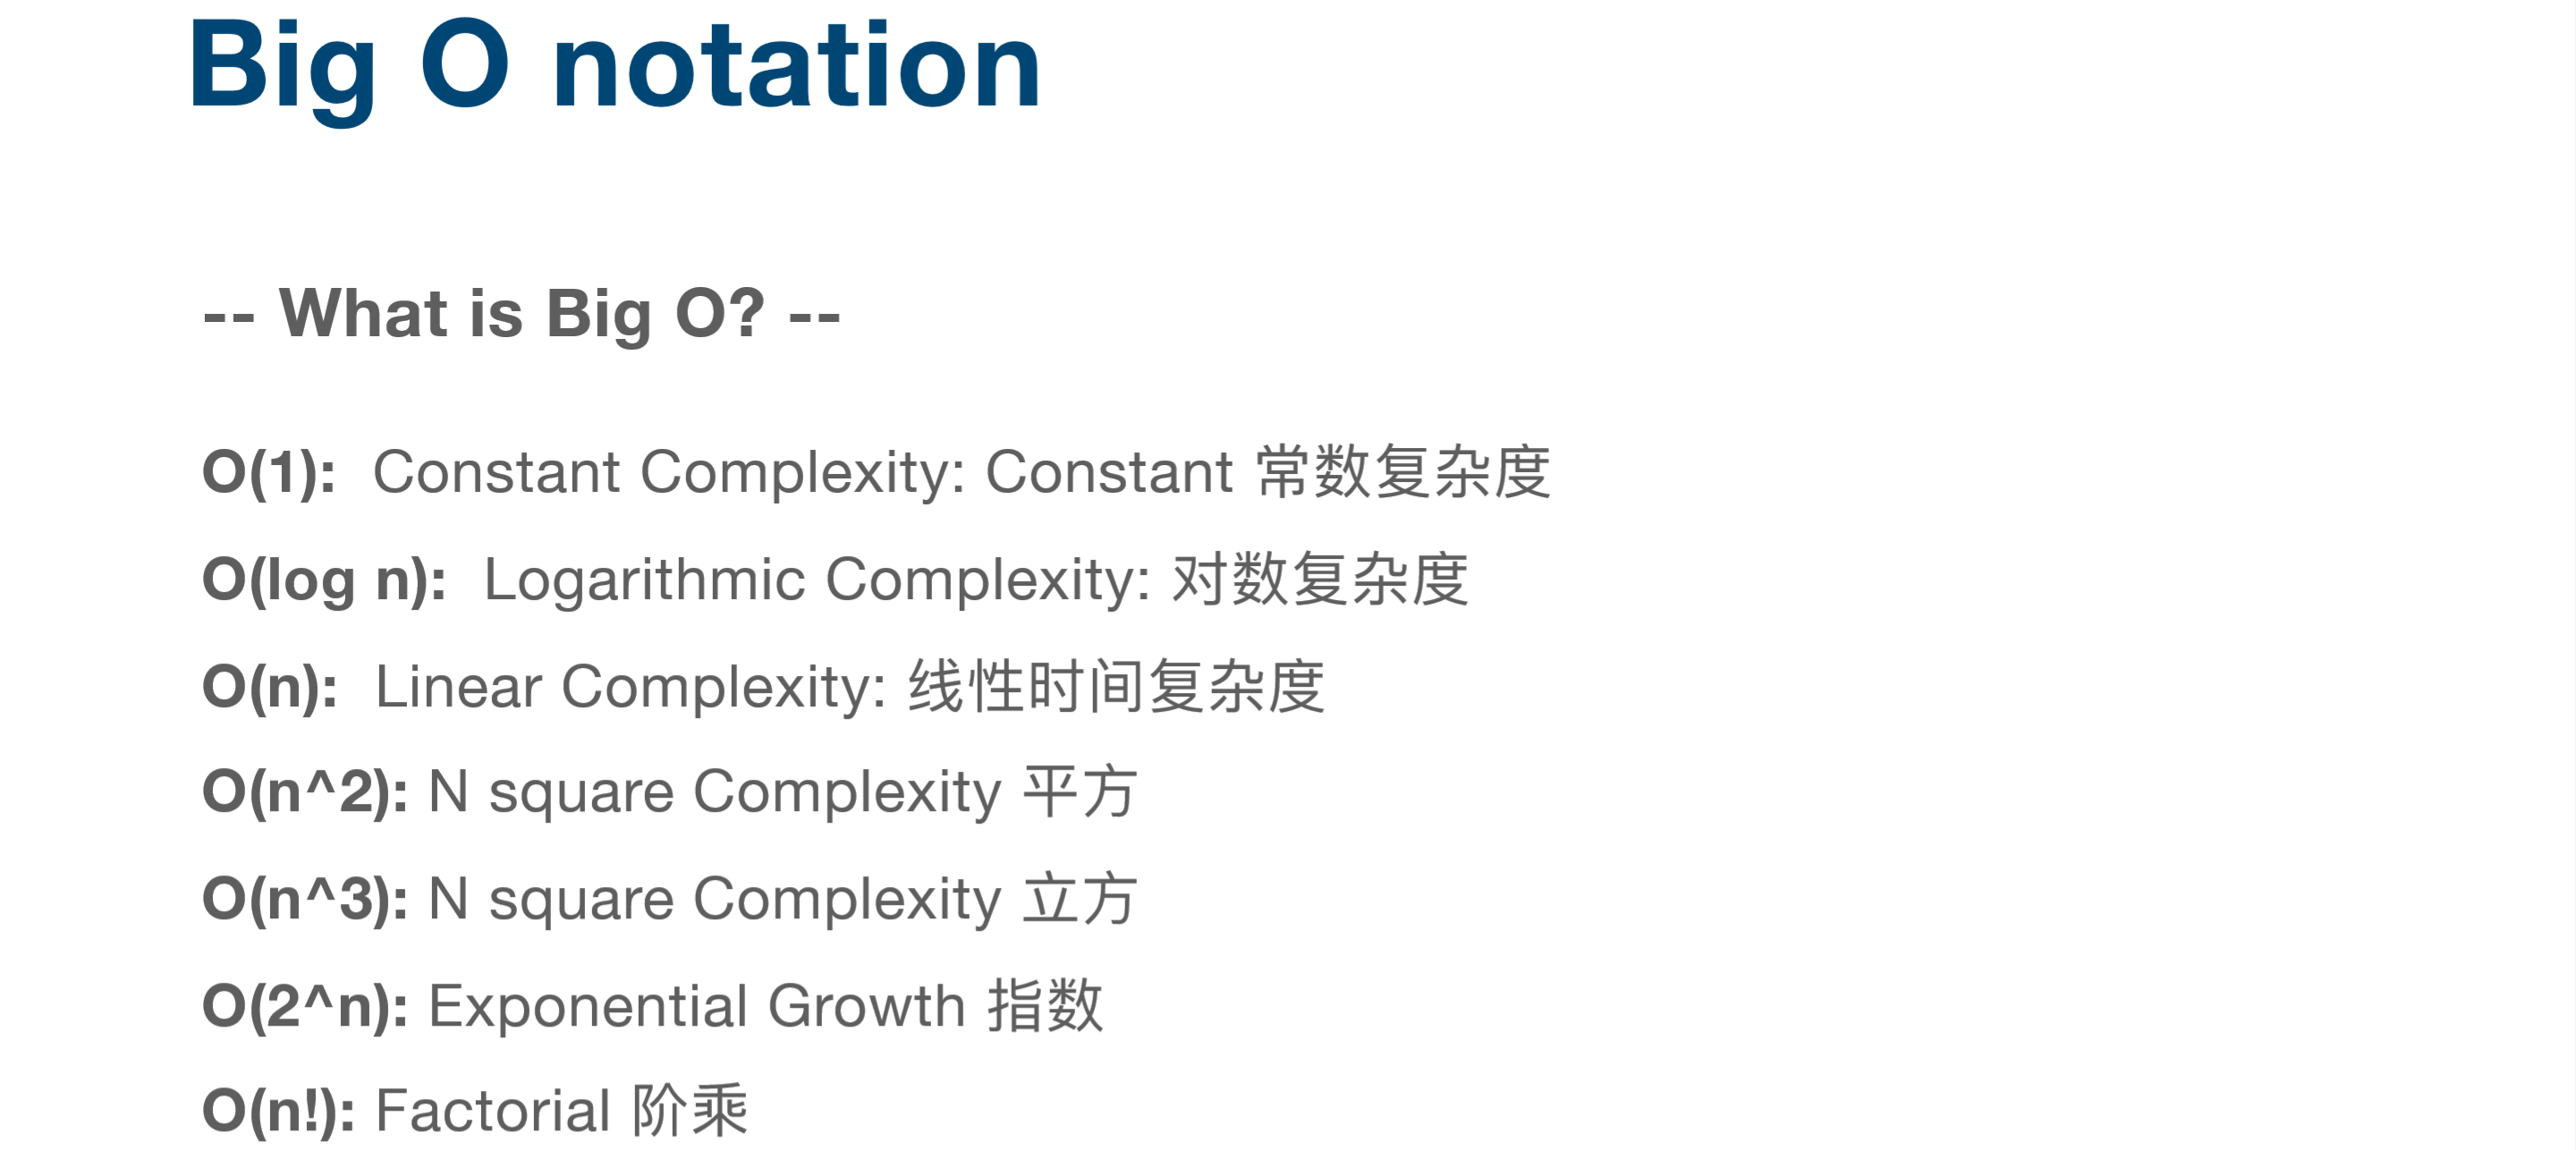 Big O notation
-- What is Big O? --
O(1):  Constant Complexity: Constant 常数复杂度
O(log n):  Logarithmic Complexity: 对数复杂度
O(n):  Linear Complexity: 线性时间复杂度
O(n^2): N square Complexity 平方
O(n^3): N square Complexity 立方
O(2^n): Exponential Growth 指数
O(n!): Factorial 阶乘